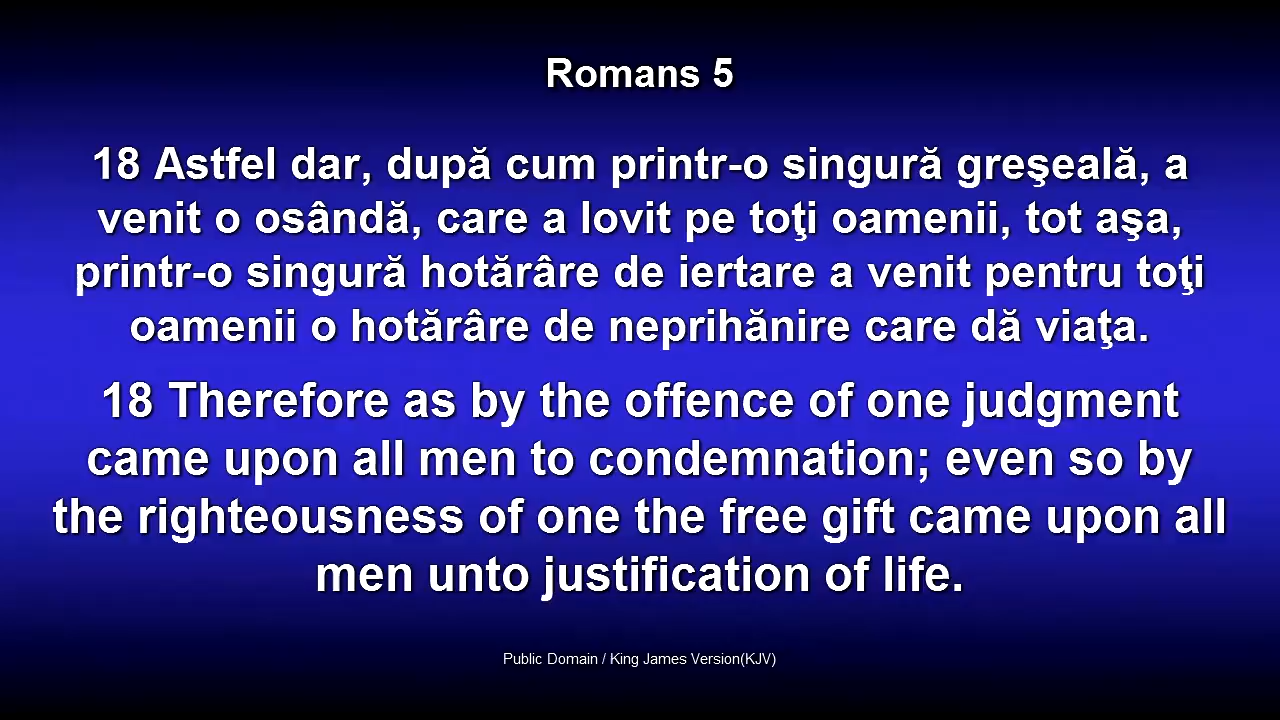 Romans 5
18 Astfel dar, după cum printr-o singură greşeală, a
venit o osândă, care a lovit pe toţi oamenii, tot aşa,
printr-o singură hotărâre de iertare a venit pentru toţi
oamenii o hotărâre de neprihănire care dă viaţa.
18 Therefore as by the offence of one judgment
came upon all men to condemnation; even so by
the righteousness of one the free gift came upon all
men unto justification of life.
Public Domain / King James Version(KJV)